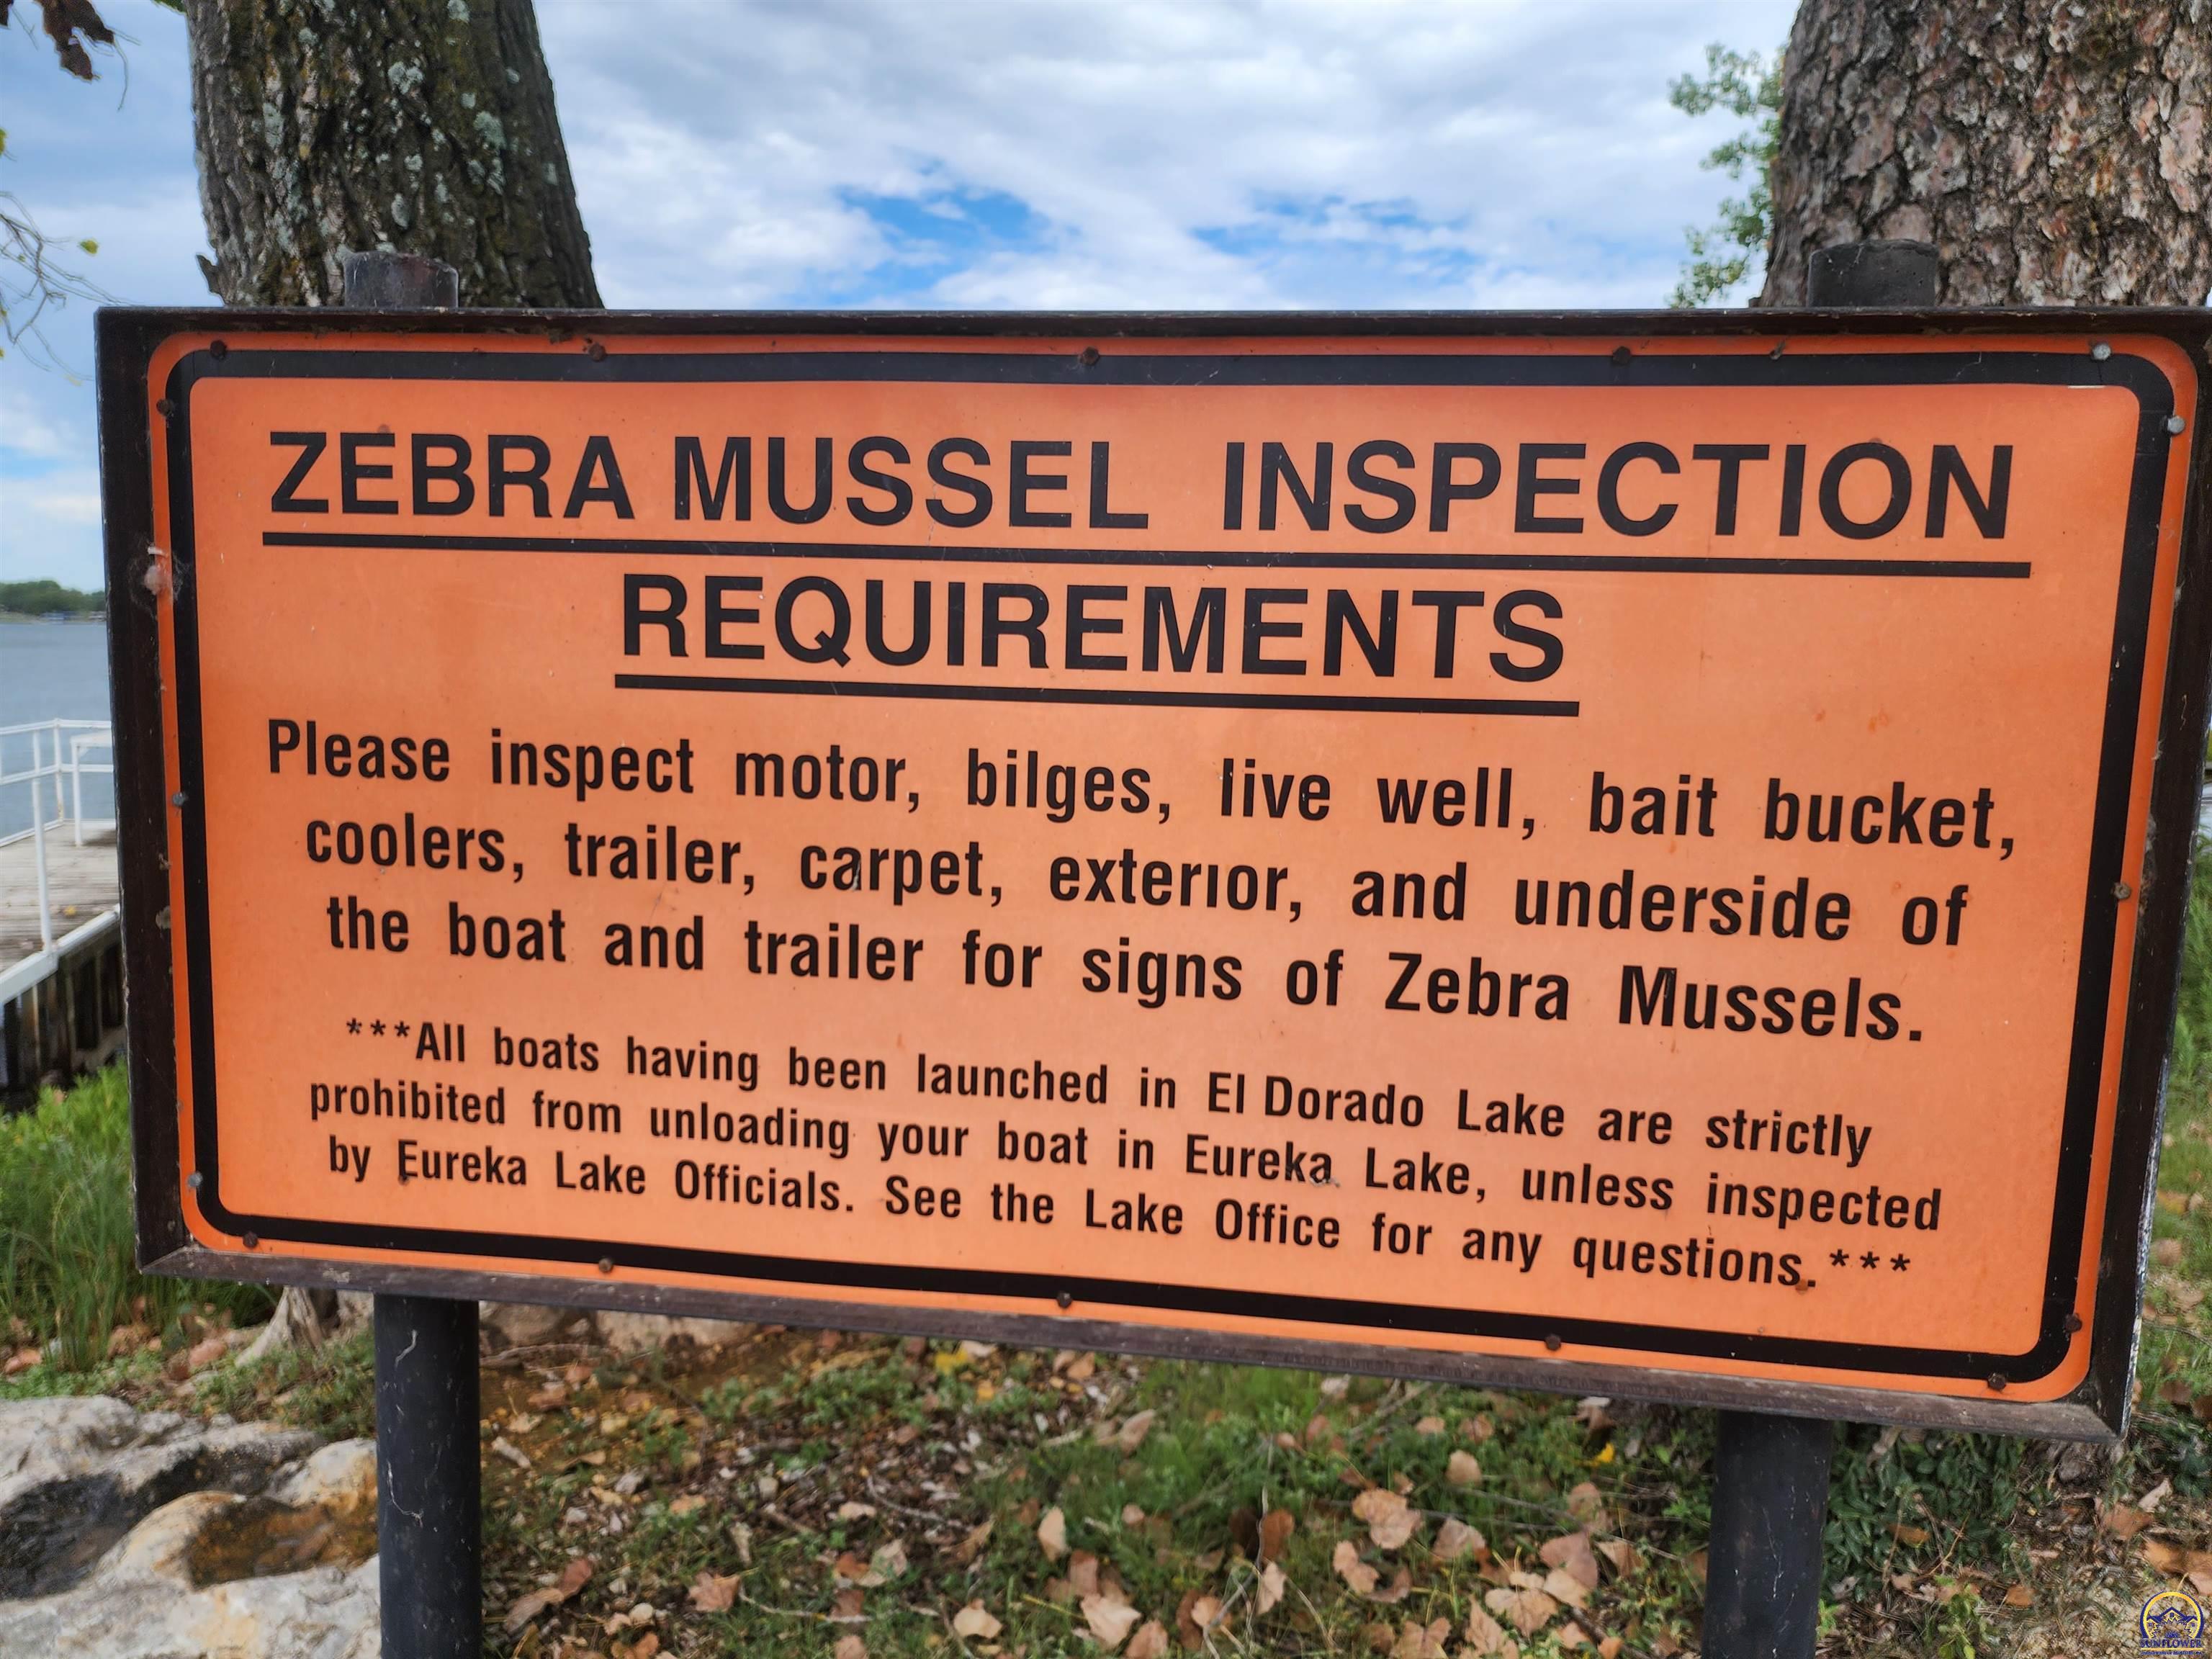 ZEBRA MUSSEL INSPECTION
REQUIREMENTS
Please inspect motor, bilges, live well, bait bucket,
coolers, trailer, carpet, exterior, and underside of
the boat and trailer for signs of Zebra Mussels.
***All boats having been launched in El Dorado Lake are strictly
prohibited from unloading your boat in Eureka Lake, unless inspected
by Eureka Lake Officials. See the Lake Office for any questions.***
SUNFLOWER